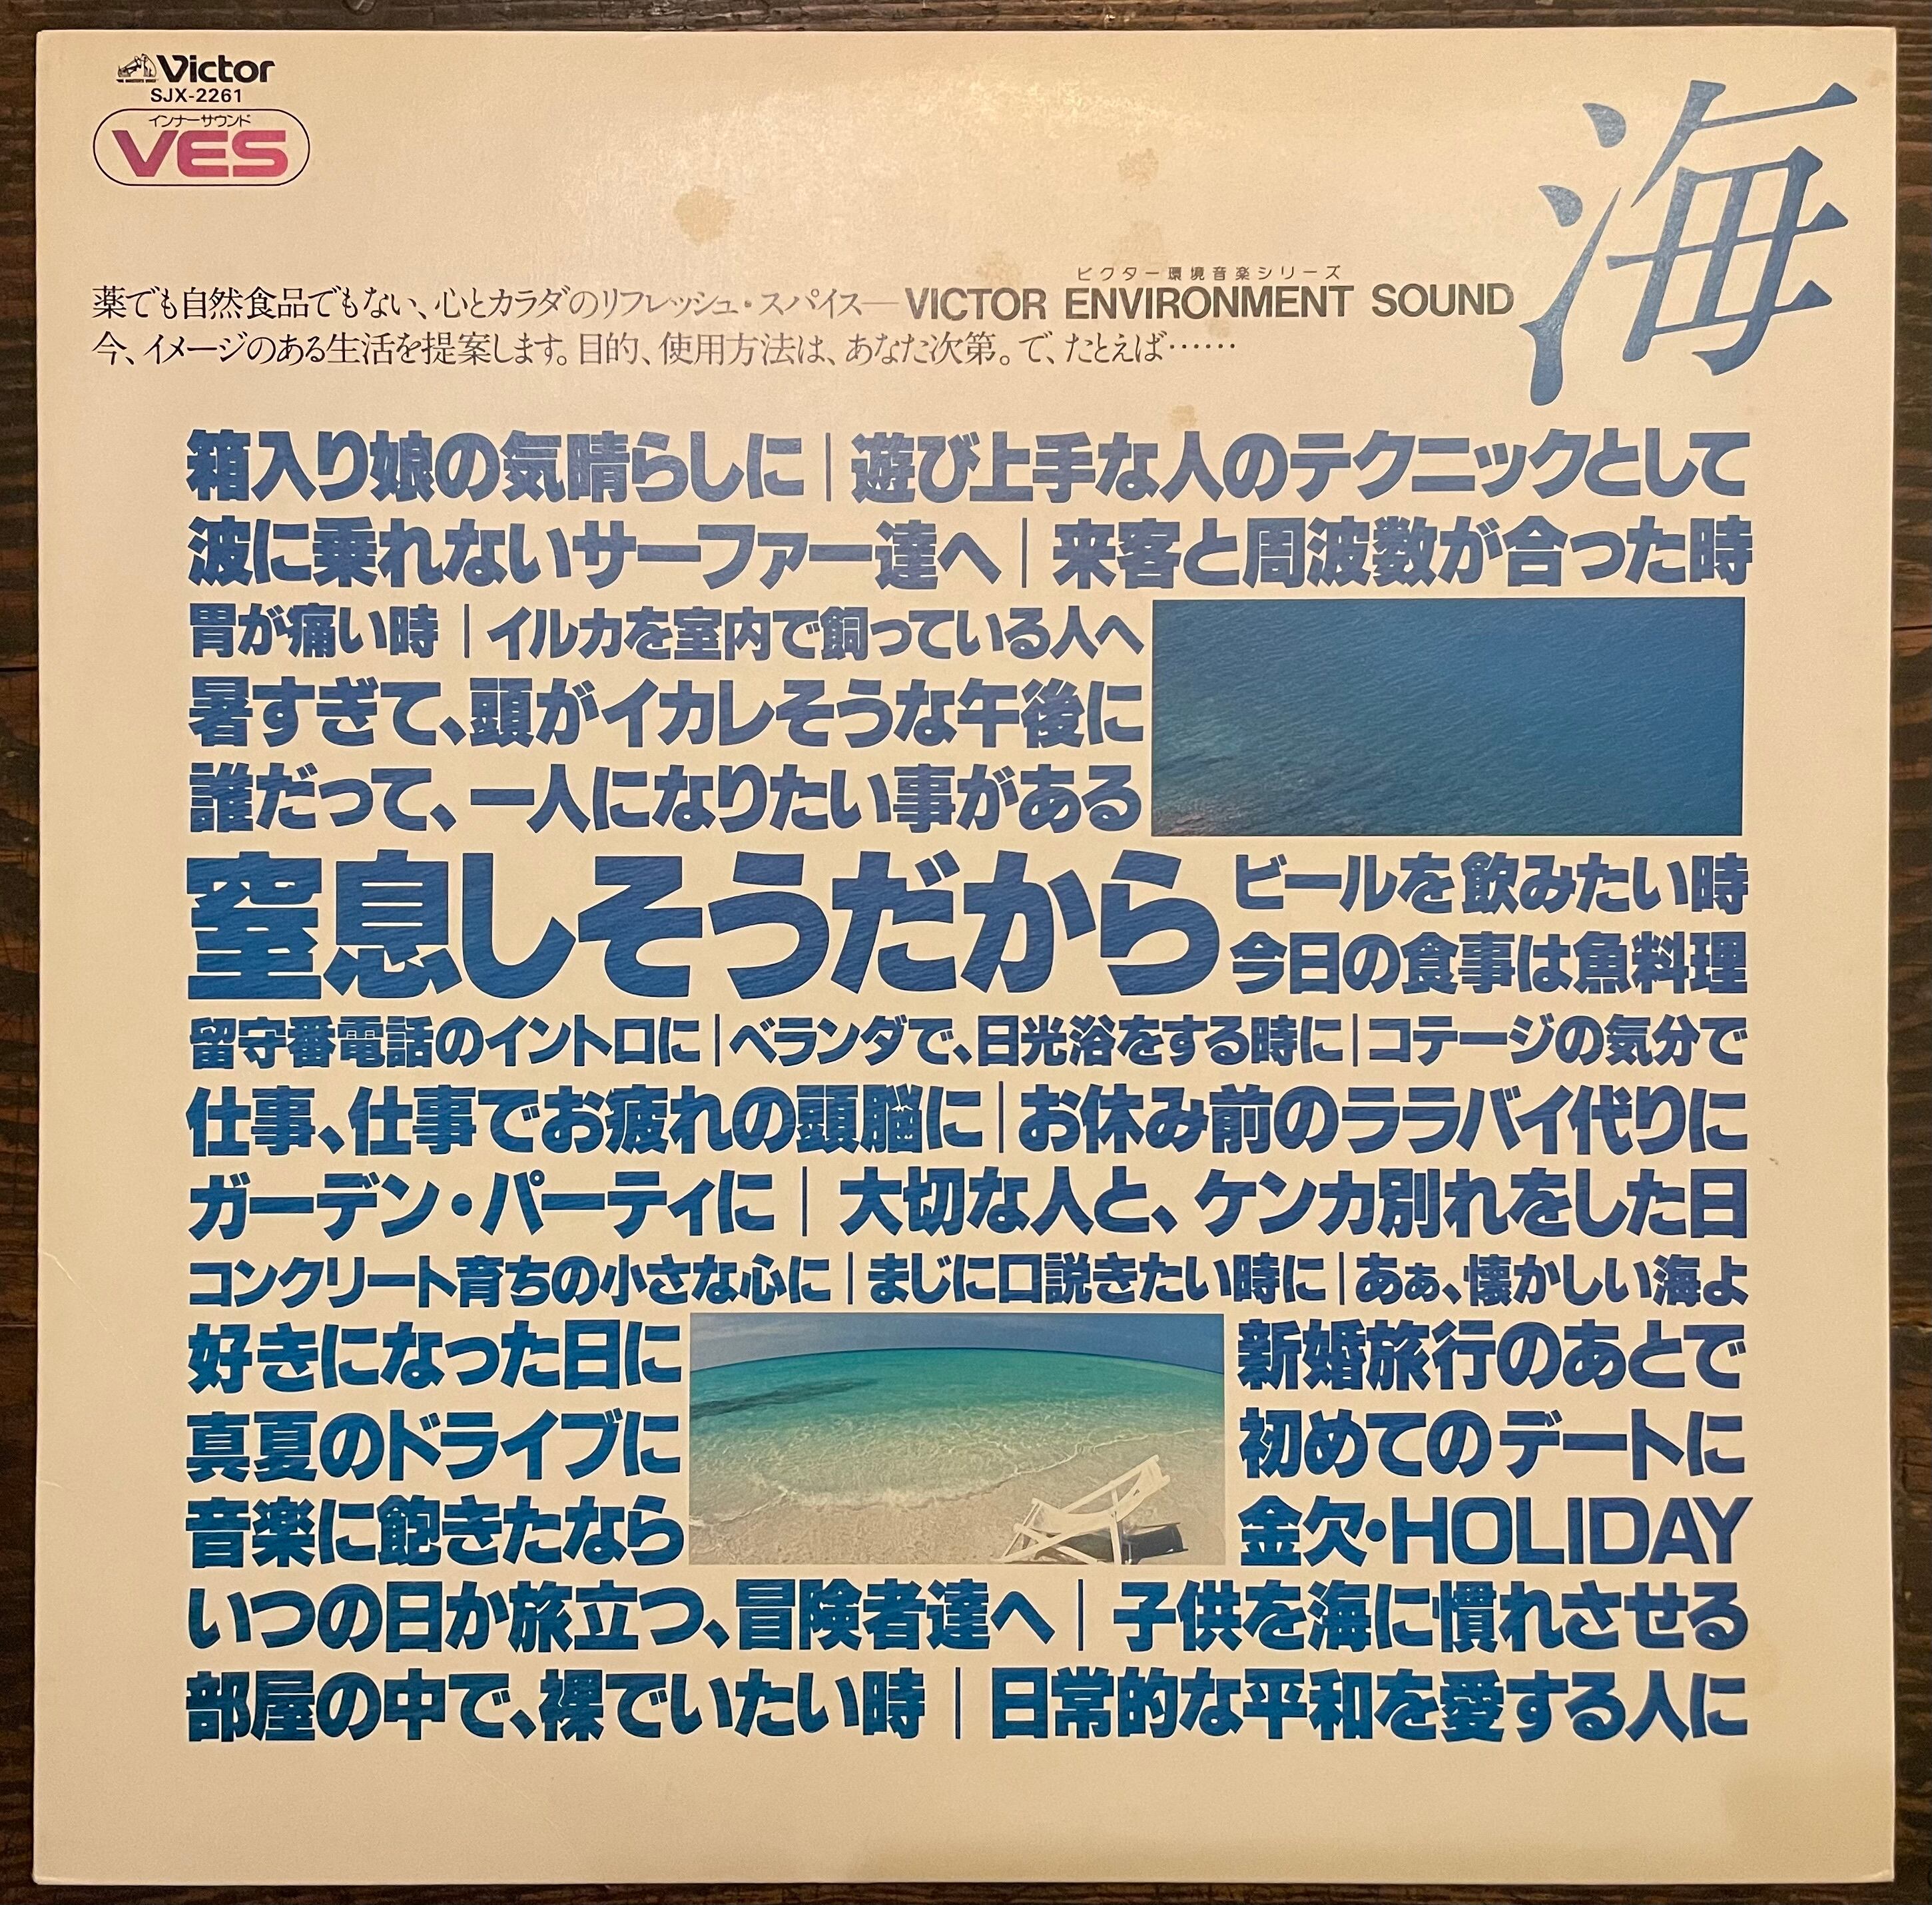 Victor
SJX-2261
インナーサウンド
VES
海
ビクター環境音楽シリーズ
薬でも自然食品でもない、心とカラダのリフレッシュ・スパイス—VICTOR ENVIRONMENT SOUND
今、イメージのある生活を提案します。目的、使用方法は、あなた次第。で、たとえば……
箱入り娘の気晴らしに|遊び上手な人のテクニックとして
波に乗れないサーファー達へ|来客と周波数が合った時
胃が痛い時|イルカを室内で飼っている人へ
暑すぎて、頭がイカレそうな午後に
誰だって、一人になりたい事がある
窒息しそうだから
ビールを飲みたい時
今日の食事は魚料理
留守番電話のイントロに|ベランダで、日光浴をする時に|コテージの気分で
仕事、仕事でお疲れの頭脳に|お休み前のララバイ代りに
ガーデン・パーティに|大切な人と、ケンカ別れをした日
コンクリート育ちの小さな心に|まじに口説きたい時に|あぁ、懐かしい海よ
好きになった日に
真夏のドライブに
音楽に飽きたなら
新婚旅行のあとで
初めてのデートに
金欠・HOLIDAY
いつの日か旅立つ、冒険者達へ|子供を海に慣れさせる
部屋の中で、裸でいたい時|日常的な平和を愛する人に